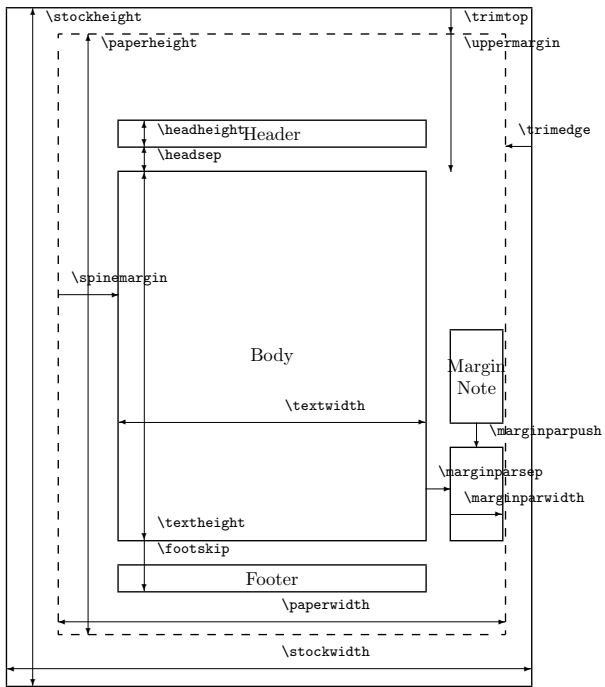 \stockheight
\trimtop
\paperheight
\uppermargin
\headheight
Header
\trimedge
\headsep
\spinemargin
Body
Margin
Note
\textwidth
\marginparpush
\marginparsep
\marginparwidth
\textheight
\footskip
Footer
\paperwidth
\stockwidth